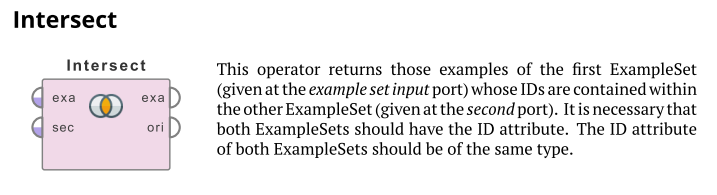 Intersect
Intersect
exa exa
sec ori
This operator returns those examples of the first ExampleSet
(given at the example set input port) whose IDs are contained within
the other ExampleSet (given at the second port). It is necessary that
both ExampleSets should have the ID attribute. The ID attribute
of both ExampleSets should be of the same type.